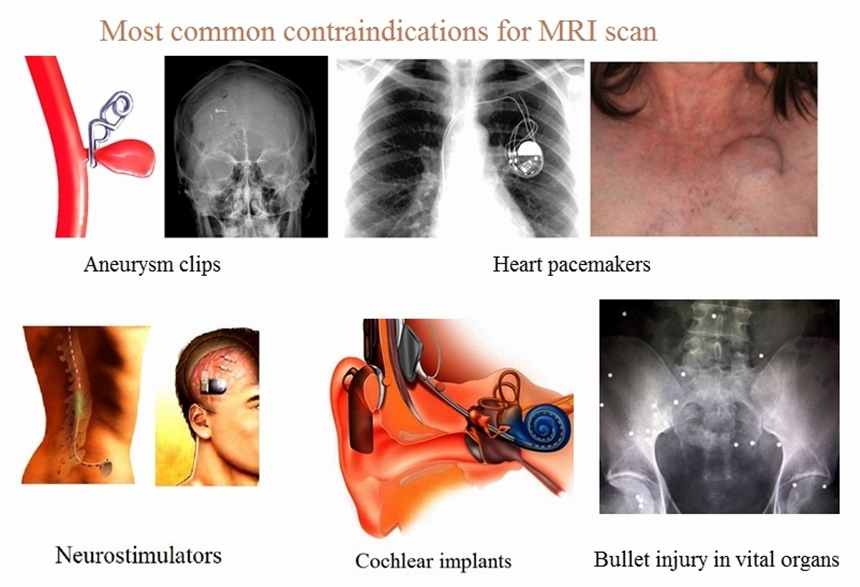 Most common contraindications for MRI scan
Aneurysm clips
Heart pacemakers
Neurostimulators
Cochlear implants
Bullet injury in vital organs